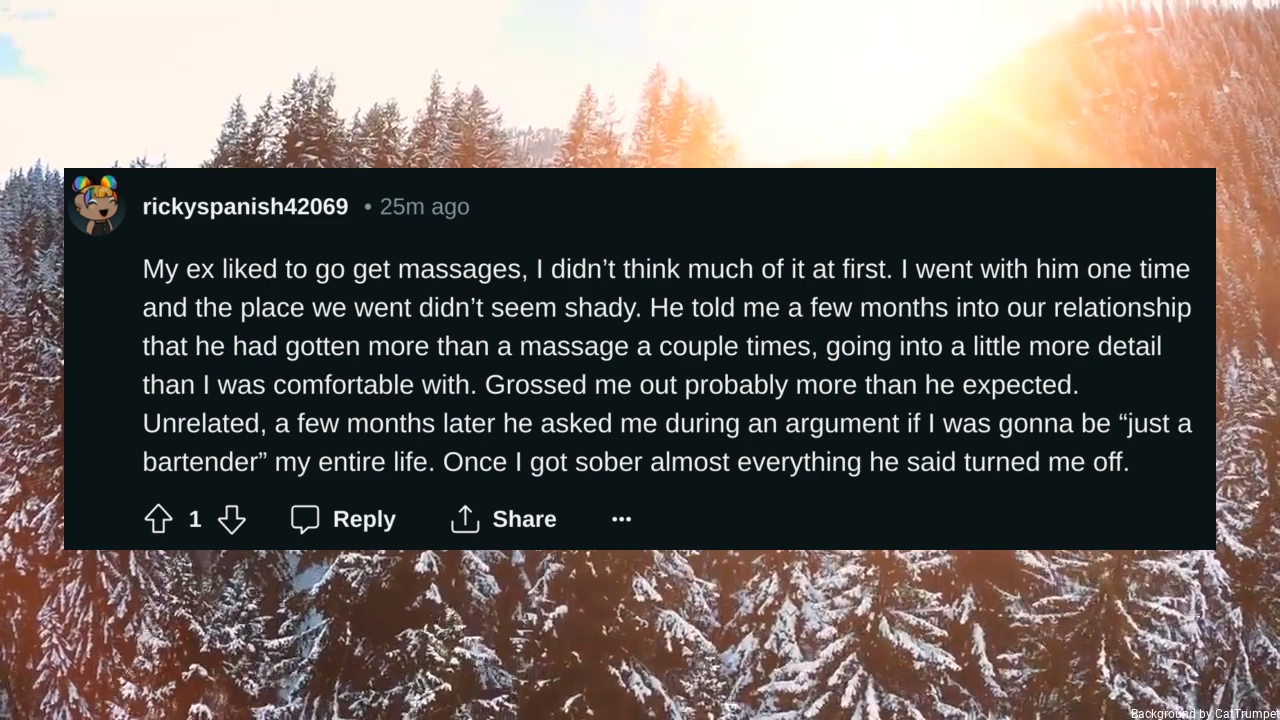 rickyspanish42069 • 25m ago
My ex liked to go get massages, I didn’t think much of it at first. I went with him one time
and the place we went didn’t seem shady. He told me a few months into our relationship
that he had gotten more than a massage a couple times, going into a little more detail
than I was comfortable with. Grossed me out probably more than he expected.
Unrelated, a few months later he asked me during an argument if I was gonna be “just a
bartender” my entire life. Once I got sober almost everything he said turned me off.
1 Reply Share ···
Background by CatTrumpet